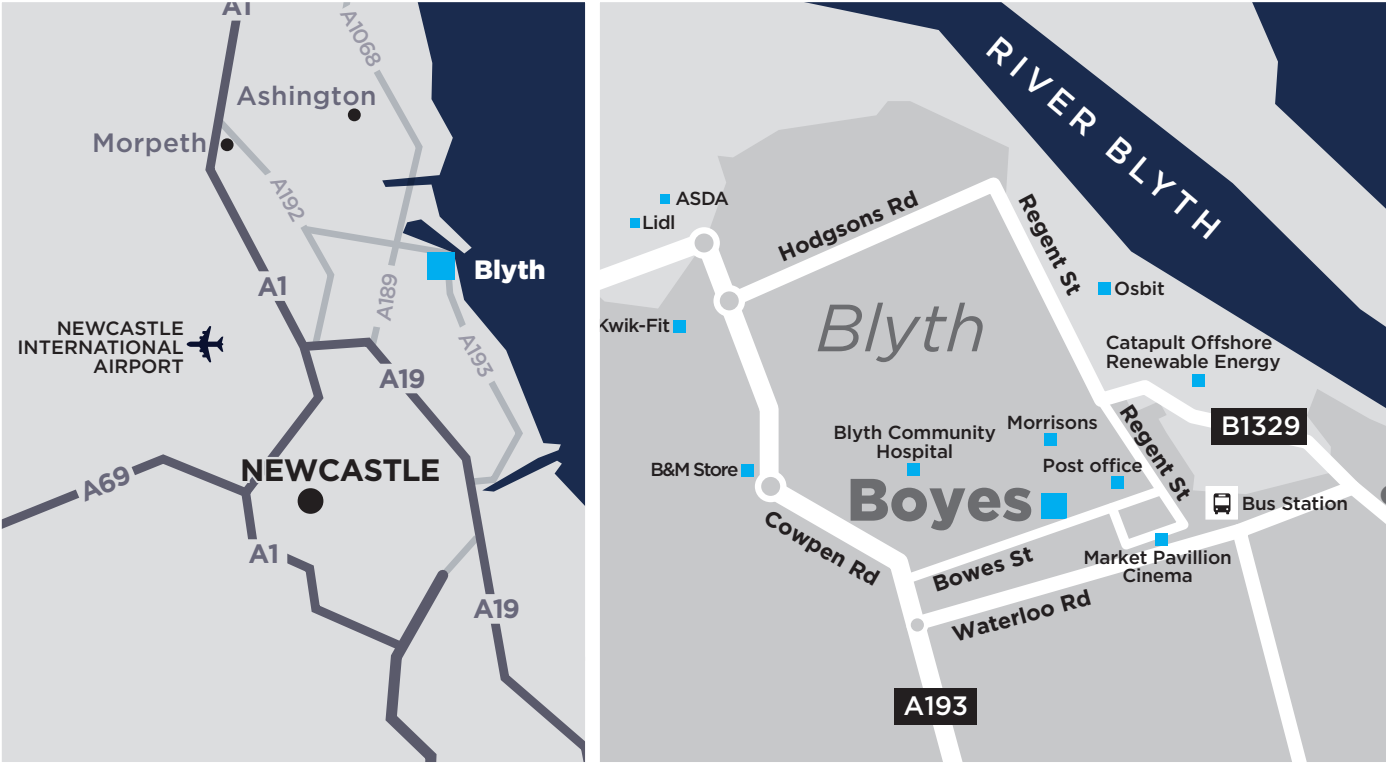 A1
A1068
Ashington
Morpeth
A192
A1
A189
Blyth
NEWCASTLE
INTERNATIONAL
AIRPORT
A193
A19
NEWCASTLE
A69
A1
A19
RIVER BLYTH
ASDA
Lidl
Hodgsons Rd
Regent St
Osbit
Kwik-Fit
Blyth
Catapult Offshore
Renewable Energy
Regent St
B1329
Morrisons
Blyth Community
Hospital
B&M Store
Post office
Boyes
Bus Station
Cowpen Rd
Bowes St
Market Pavillion
Cinema
Waterloo Rd
A193